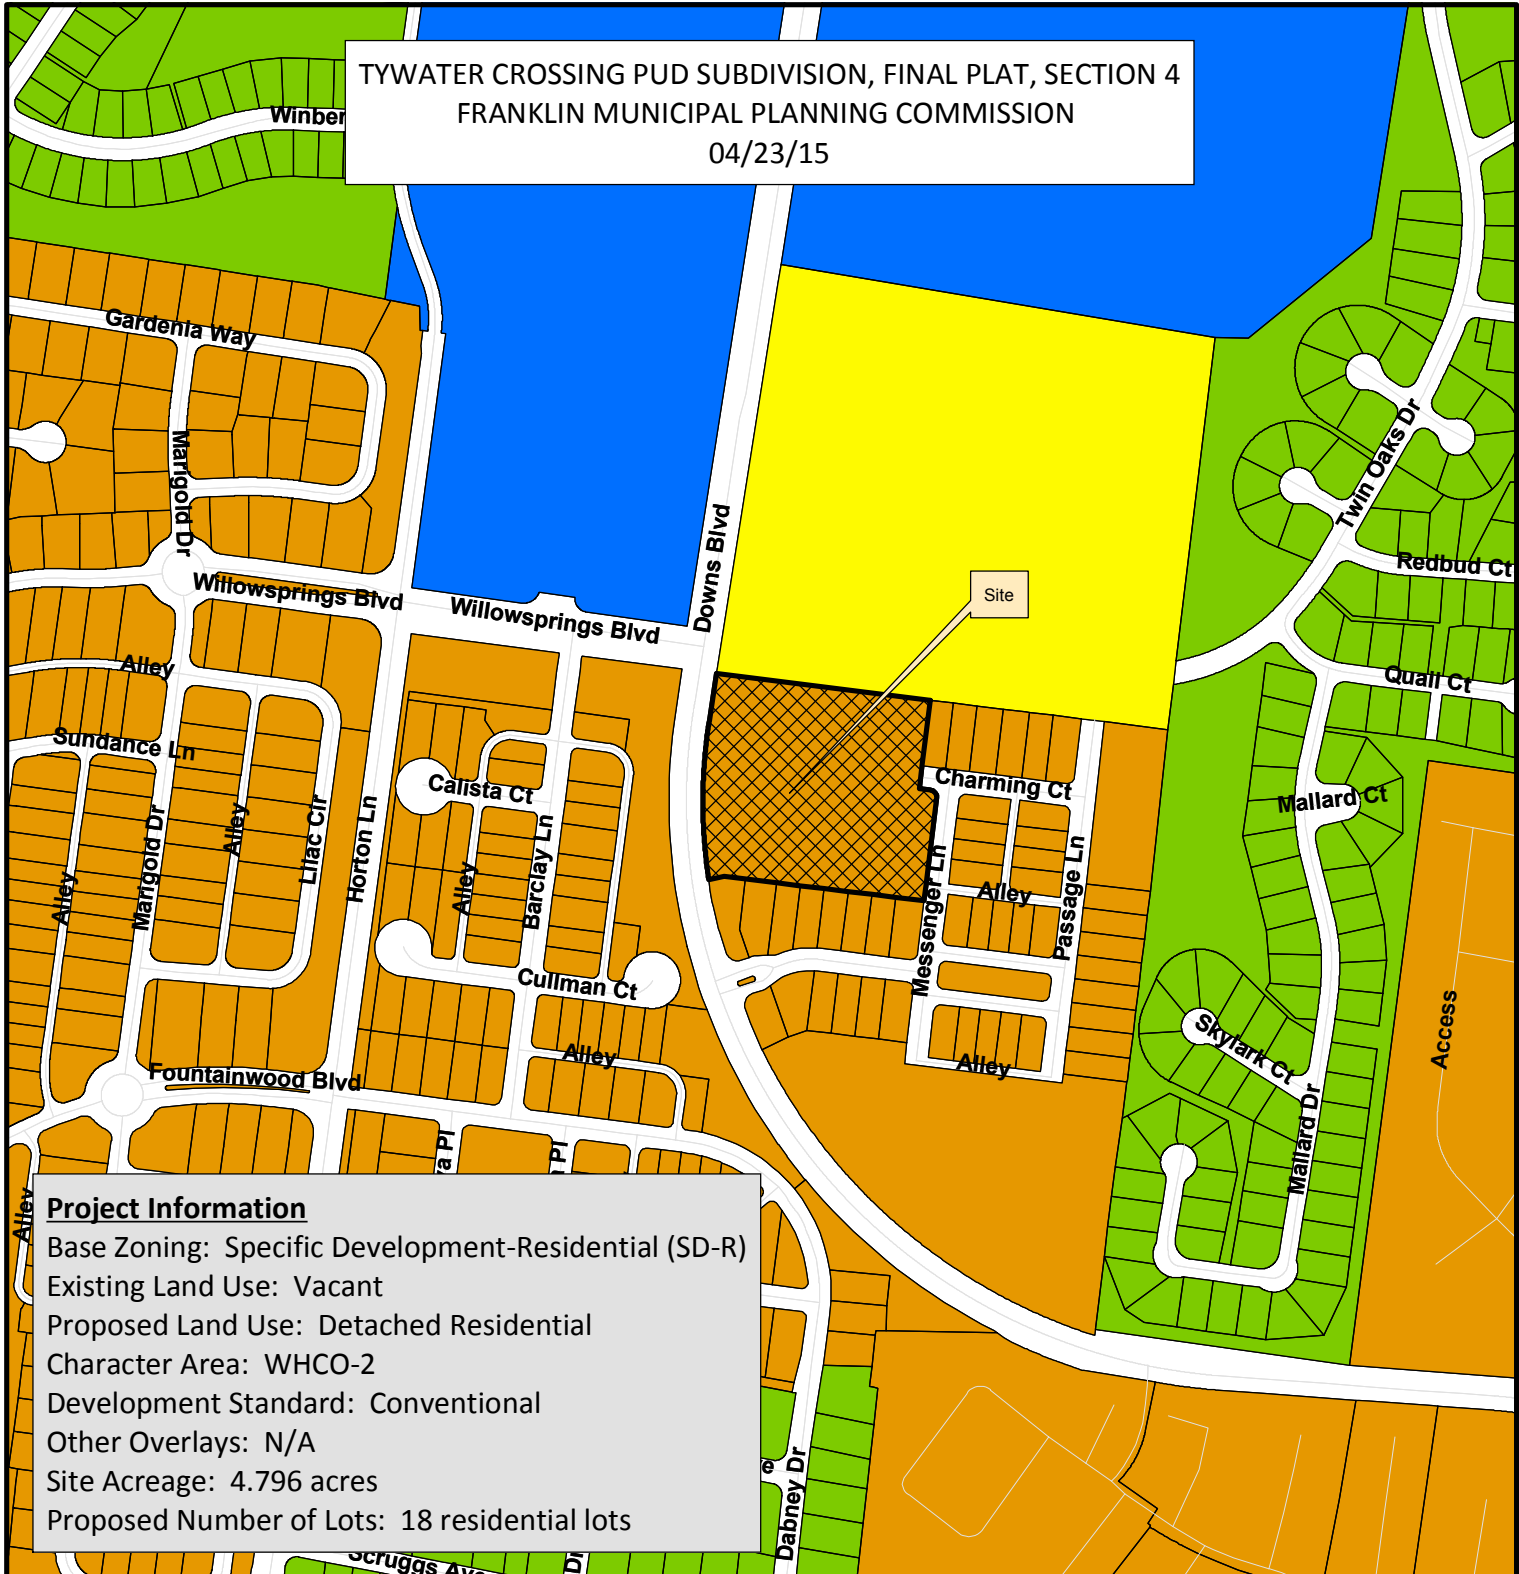 TYWATER CROSSING PUD SUBDIVISION, FINAL PLAT, SECTION 4
FRANKLIN MUNICIPAL PLANNING COMMISSION
04/23/15
Gardenia Way
Marigold Dr
Willowsprings Blvd
Willowsprings Blvd
Downs Blvd
Site
Twin Oaks Dr
Redbud Ct
Quail Ct
Alley
Sundance Ln
Alley
Marigold Dr
Alley
Lilac Cir
Horton Ln
Calista Ct
Alley
Barclay Ln
Cullman Ct
Alley
Fountainwood Blvd
Charming Ct
Messenger Ln
Alley
Passage Ln
Alley
Mallard Ct
Skylark Ct
Mallard Dr
Access
Alley
Project Information
Base Zoning: Specific Development-Residential (SD-R)
Existing Land Use: Vacant
Proposed Land Use: Detached Residential
Character Area: WHCO-2
Development Standard: Conventional
Other Overlays: N/A
Site Acreage: 4.796 acres
Proposed Number of Lots: 18 residential lots
Dabney Dr
Scruggs Ave